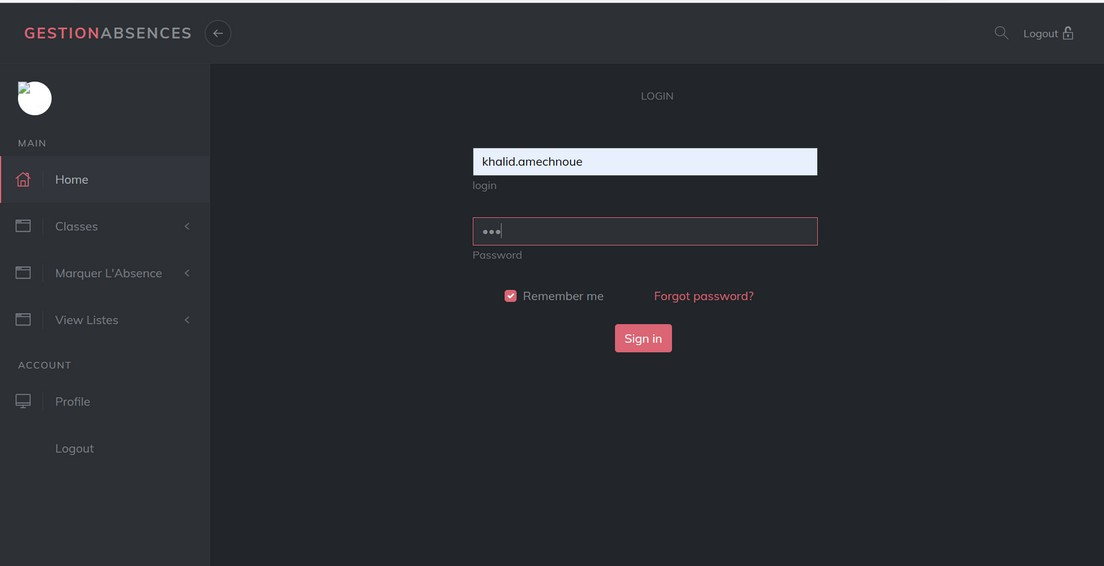 GESTIONABSENCES
Logout
MAIN
Home
Classes
Marquer L'Absence
View Listes
ACCOUNT
Profile
Logout
LOGIN
khalid.amechnoue
login
•••
Password
Remember me Forgot password?
Sign in